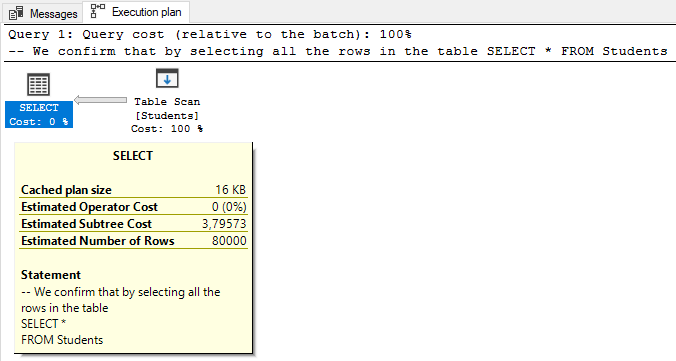 Messages Execution plan
Query 1: Query cost (relative to the batch): 100%
-- We confirm that by selecting all the rows in the table SELECT * FROM Students
SELECT
Cost: 0 %
Table Scan
[Students]
Cost: 100 %
SELECT
Cached plan size 16 KB
Estimated Operator Cost 0 (0%)
Estimated Subtree Cost 3,79573
Estimated Number of Rows 80000
Statement
-- We confirm that by selecting all the
rows in the table
SELECT *
FROM Students